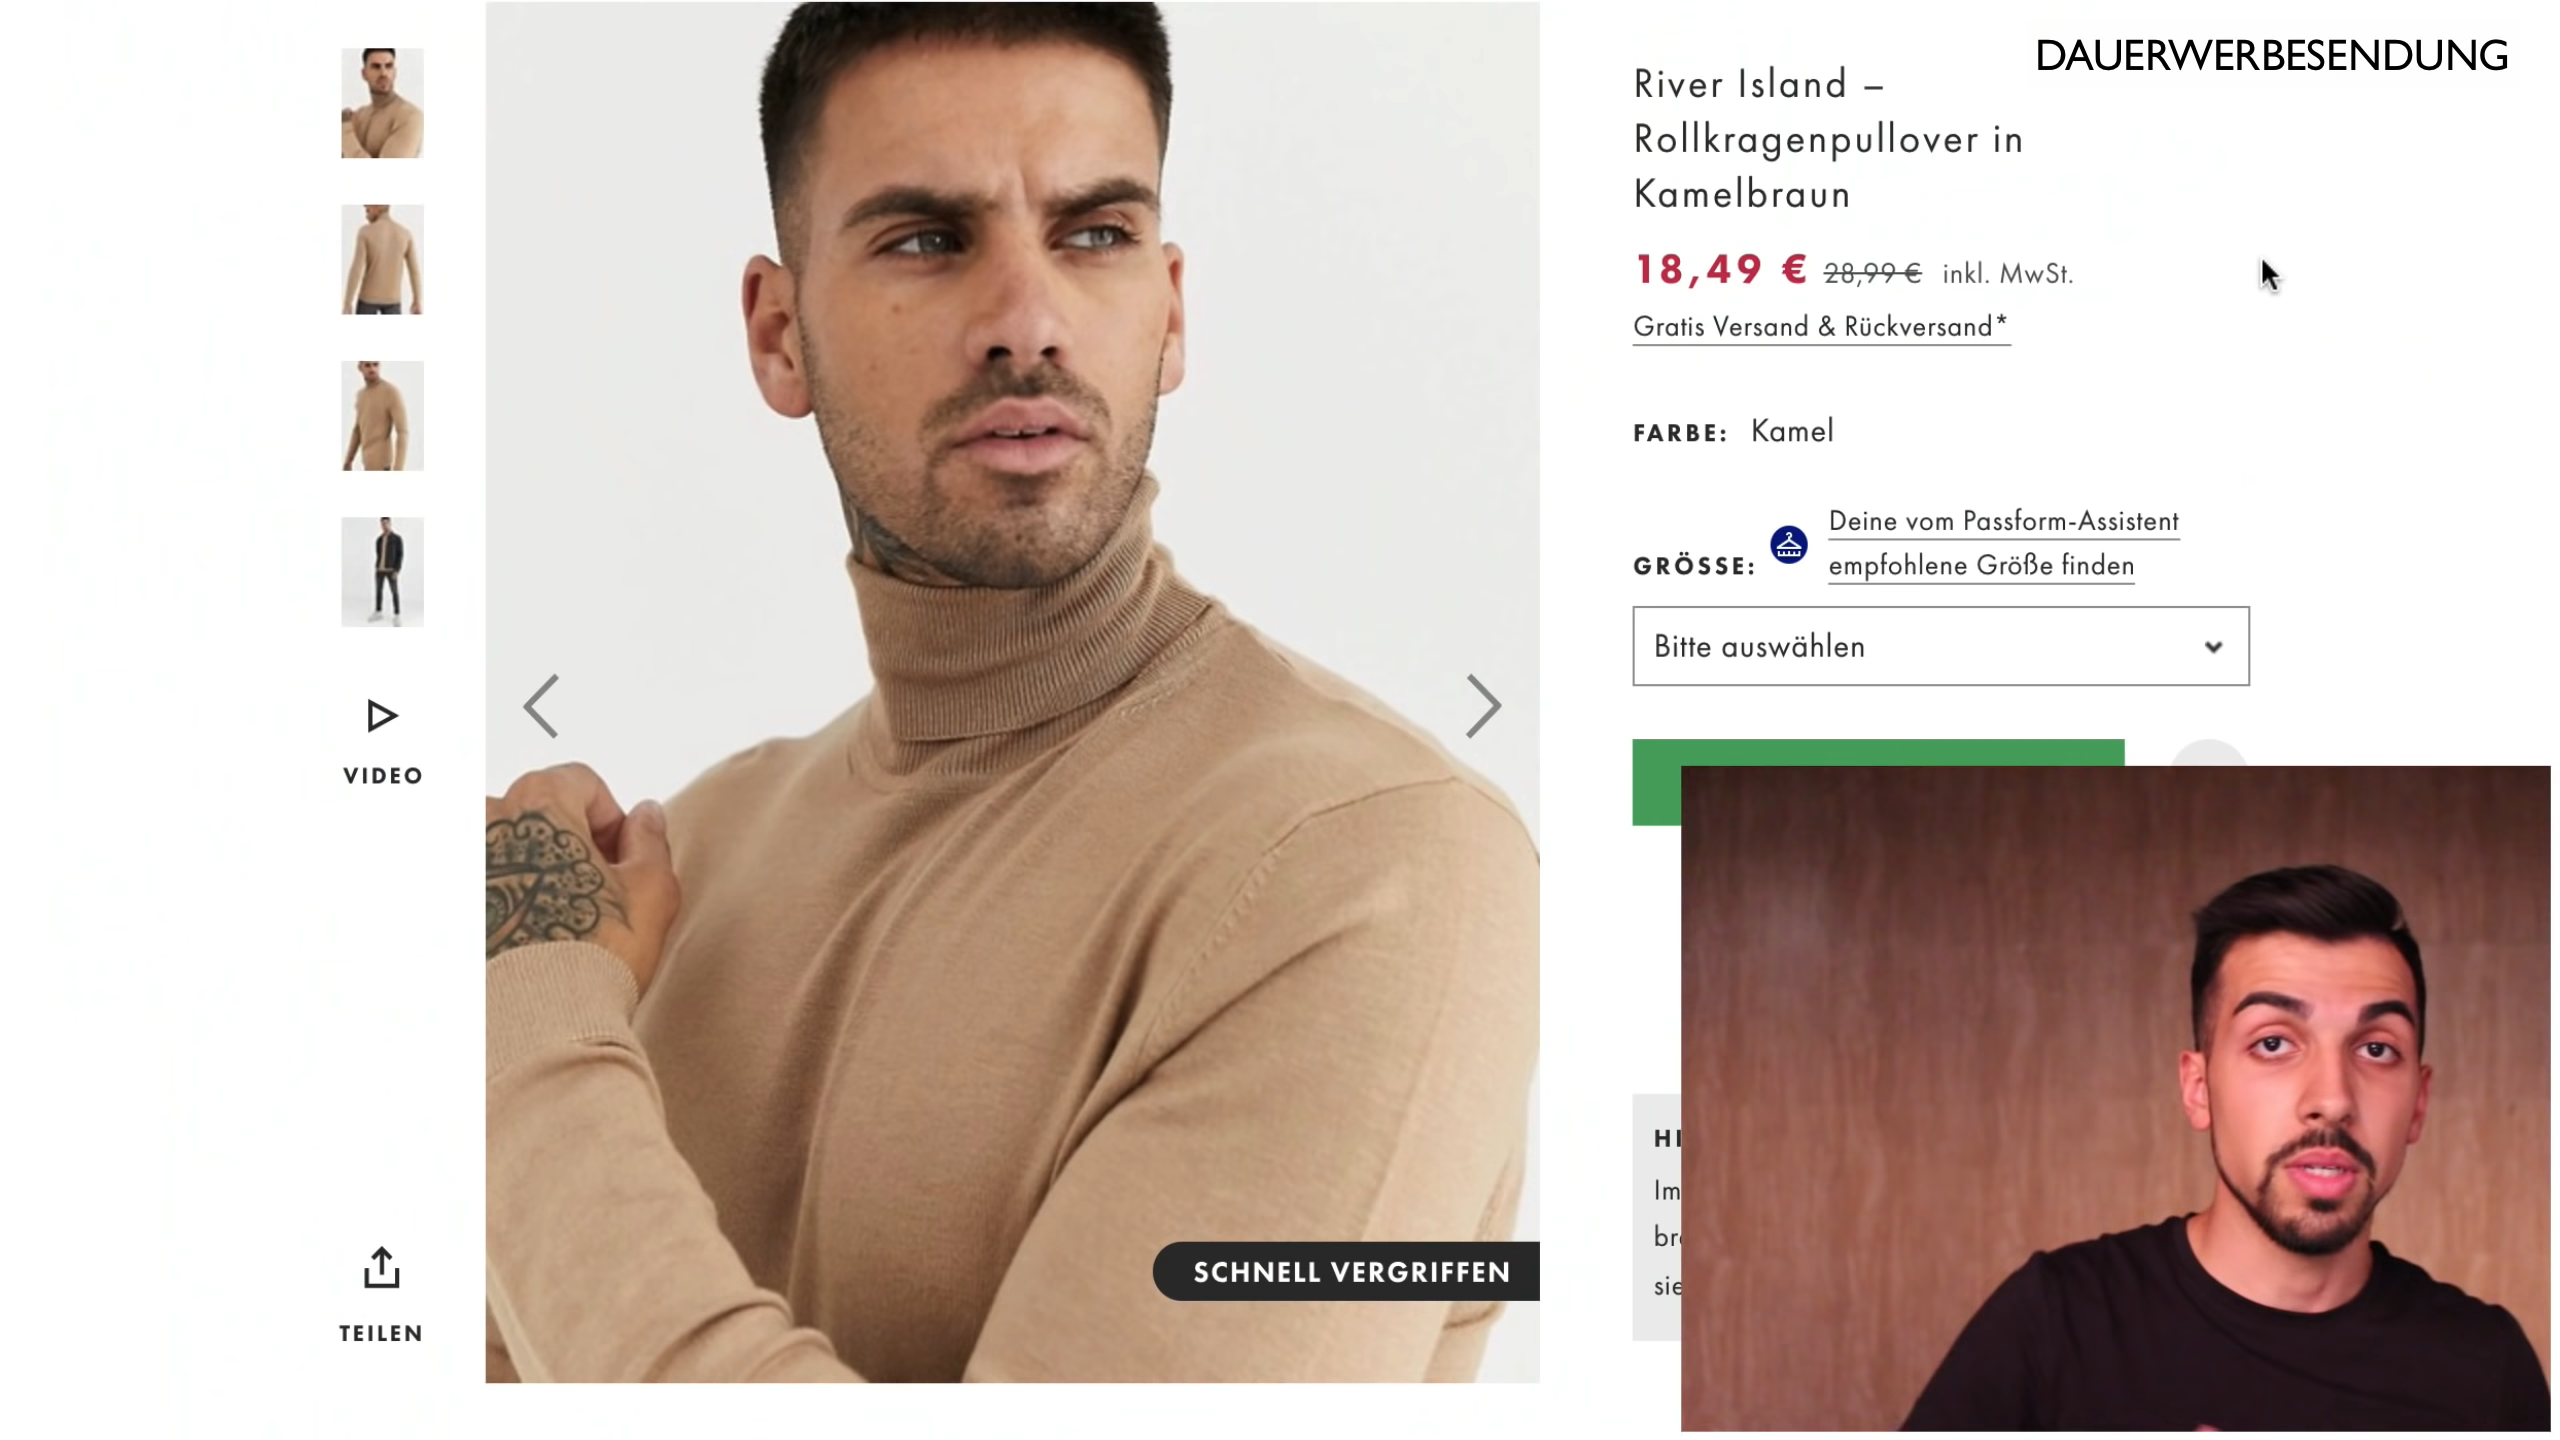 DAUERWERBESENDUNG
River Island –
Rollkragenpullover in
Kamelbraun
18,49 € 28,99 € inkl. MwSt.
Gratis Versand & Rückversand*
FARBE: Kamel
Deine vom Passform-Assistent
GRÖSSE: empfohlene Größe finden
Bitte auswählen
VIDEO
SCHNELL VERGRIFFEN
TEILEN